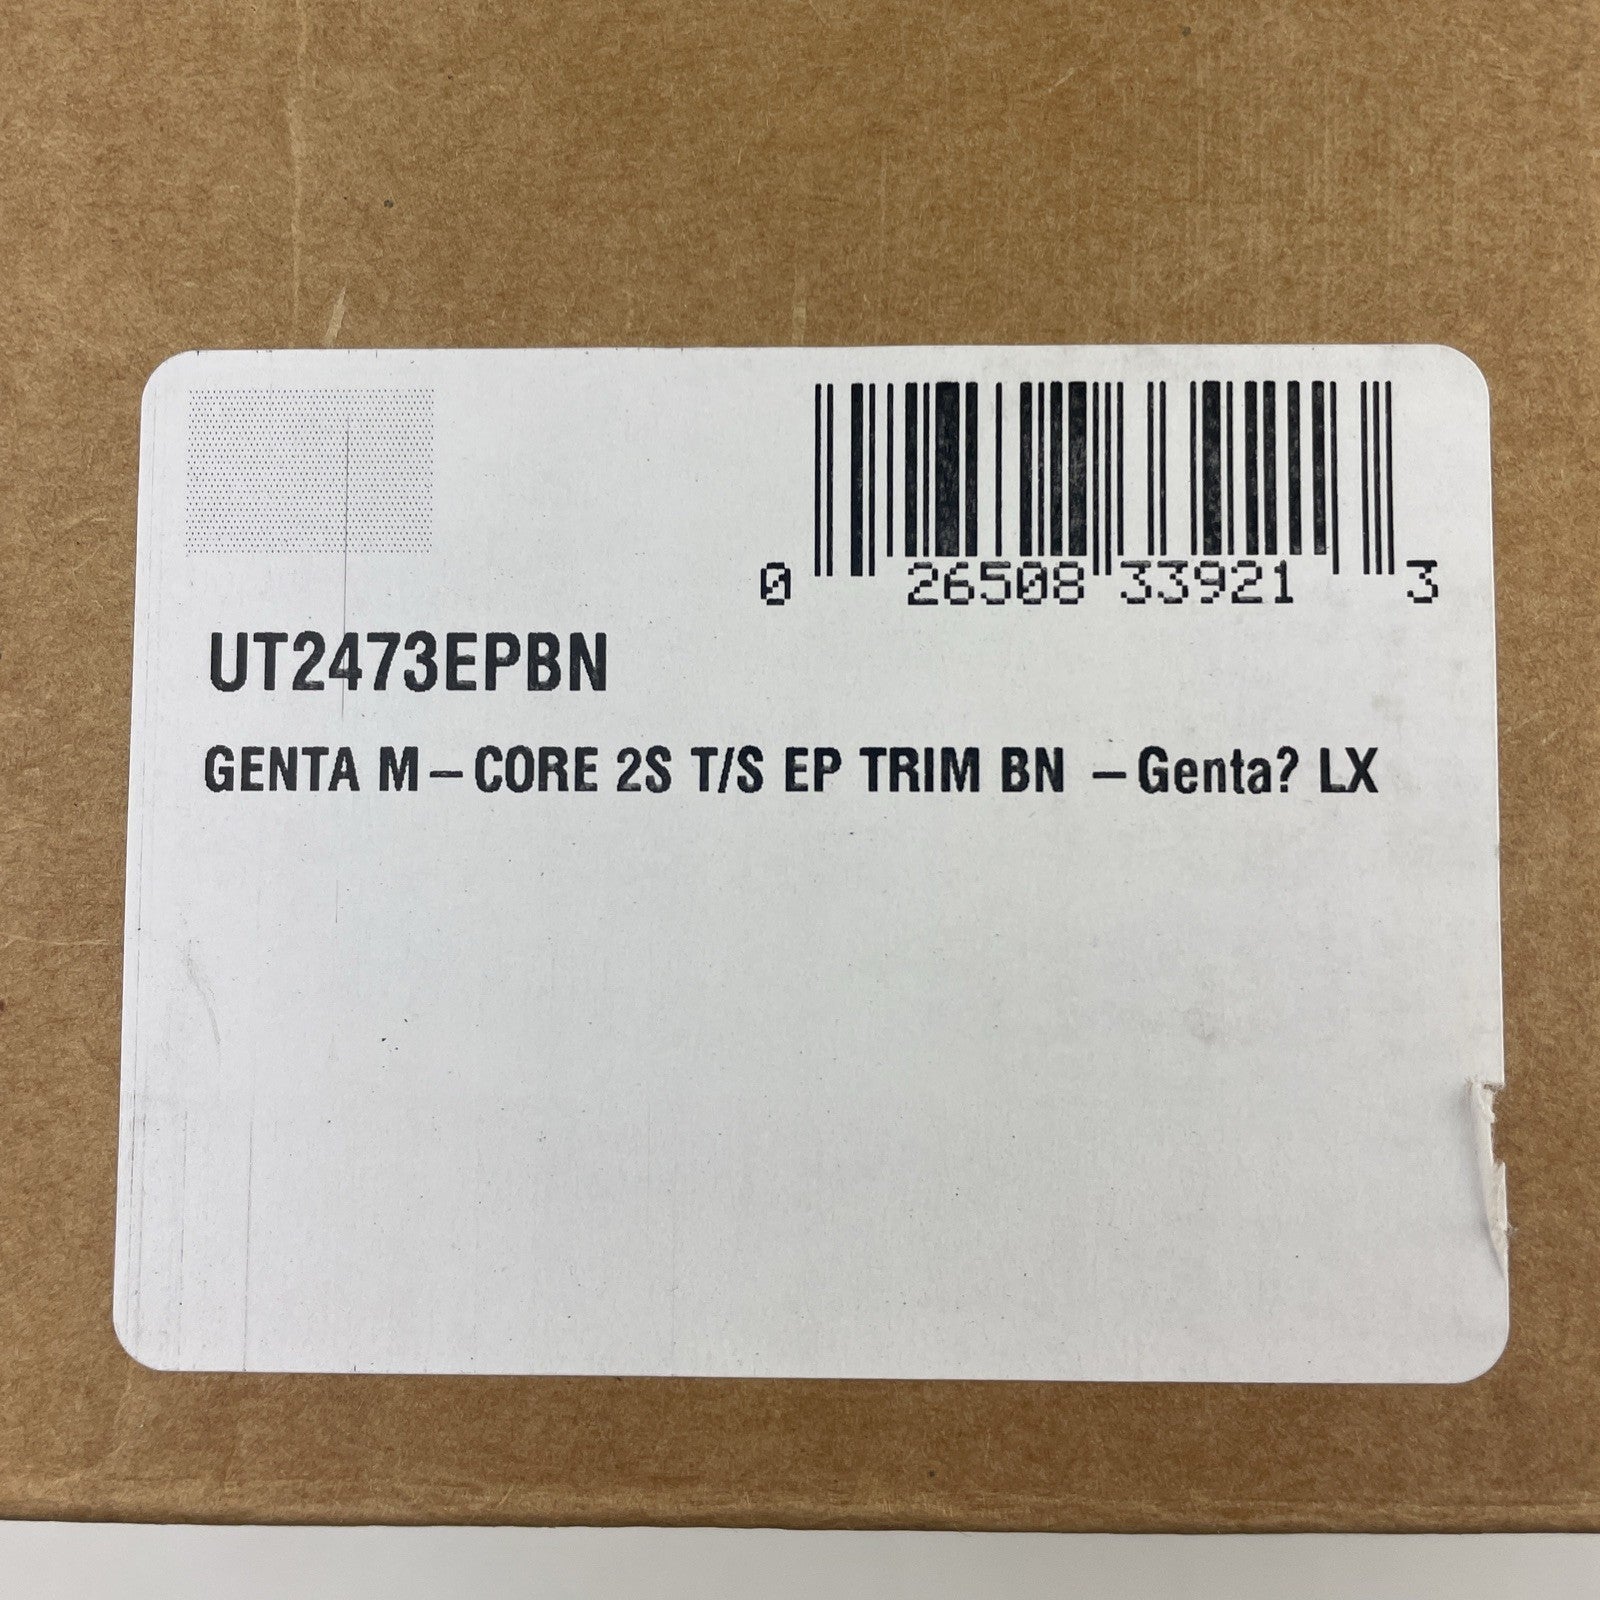 0 26508 33921 3
UT2473EPBN
GENTA M-CORE 2S T/S EP TRIM BN -Genta? LX